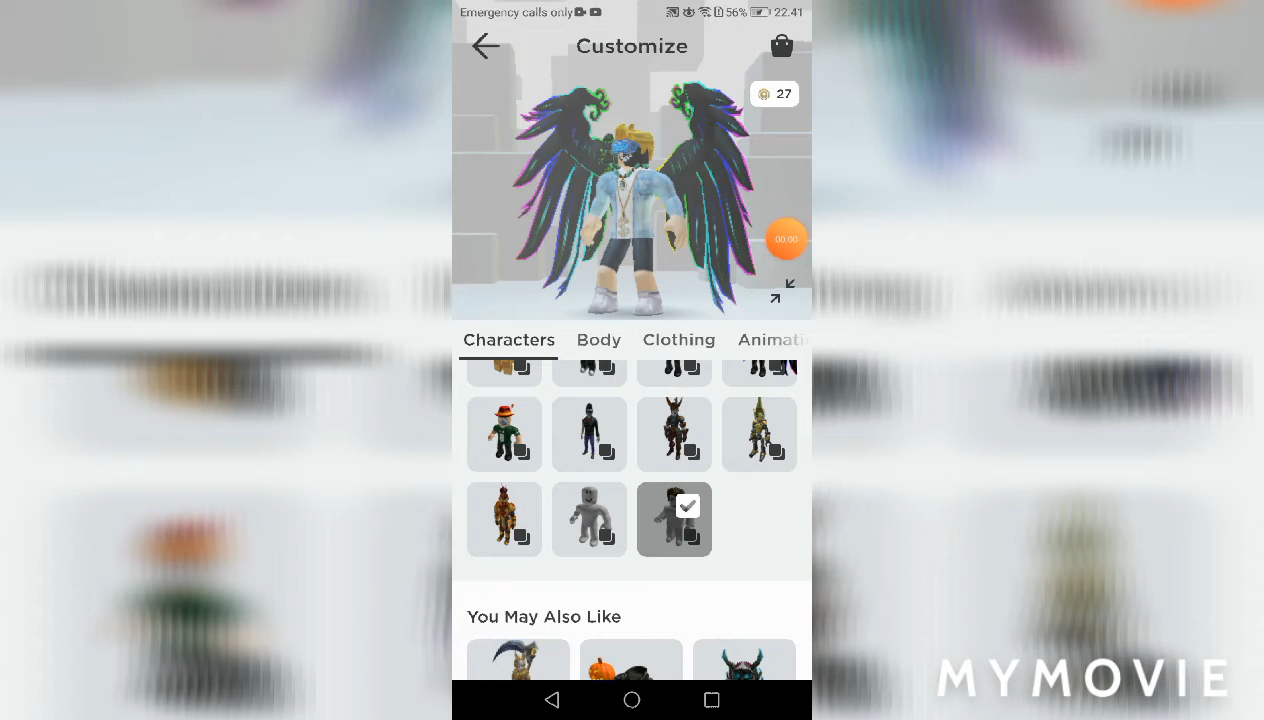 Emergency calls only 56% 22.41
Customize
27
00:00
Characters Body Clothing Animati
You May Also Like
MYMOVIE